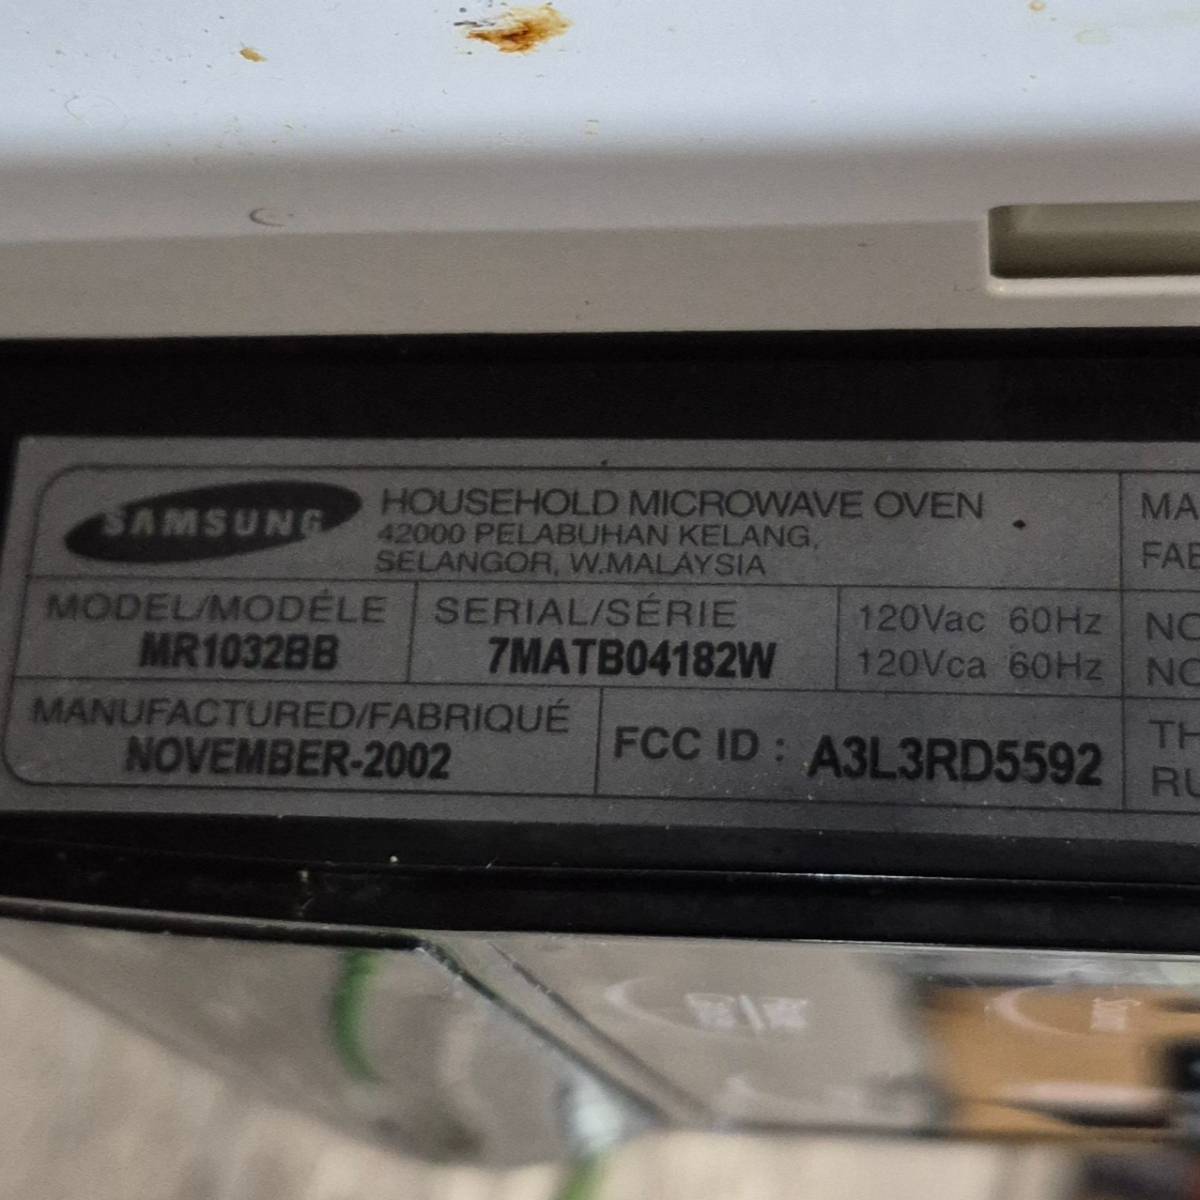 SAMSUNG
HOUSEHOLD MICROWAVE OVEN
42000 PELABUHAN KELANG,
SELANGOR, W.MALAYSIA
MODEL/MODÉLE
MR1032BB
SERIAL/SÉRIE
7MATB04182W
120Vac 60Hz
120Vca 60Hz
MANUFACTURED/FABRIQUÉ
NOVEMBER-2002
FCC ID : A3L3RD5592